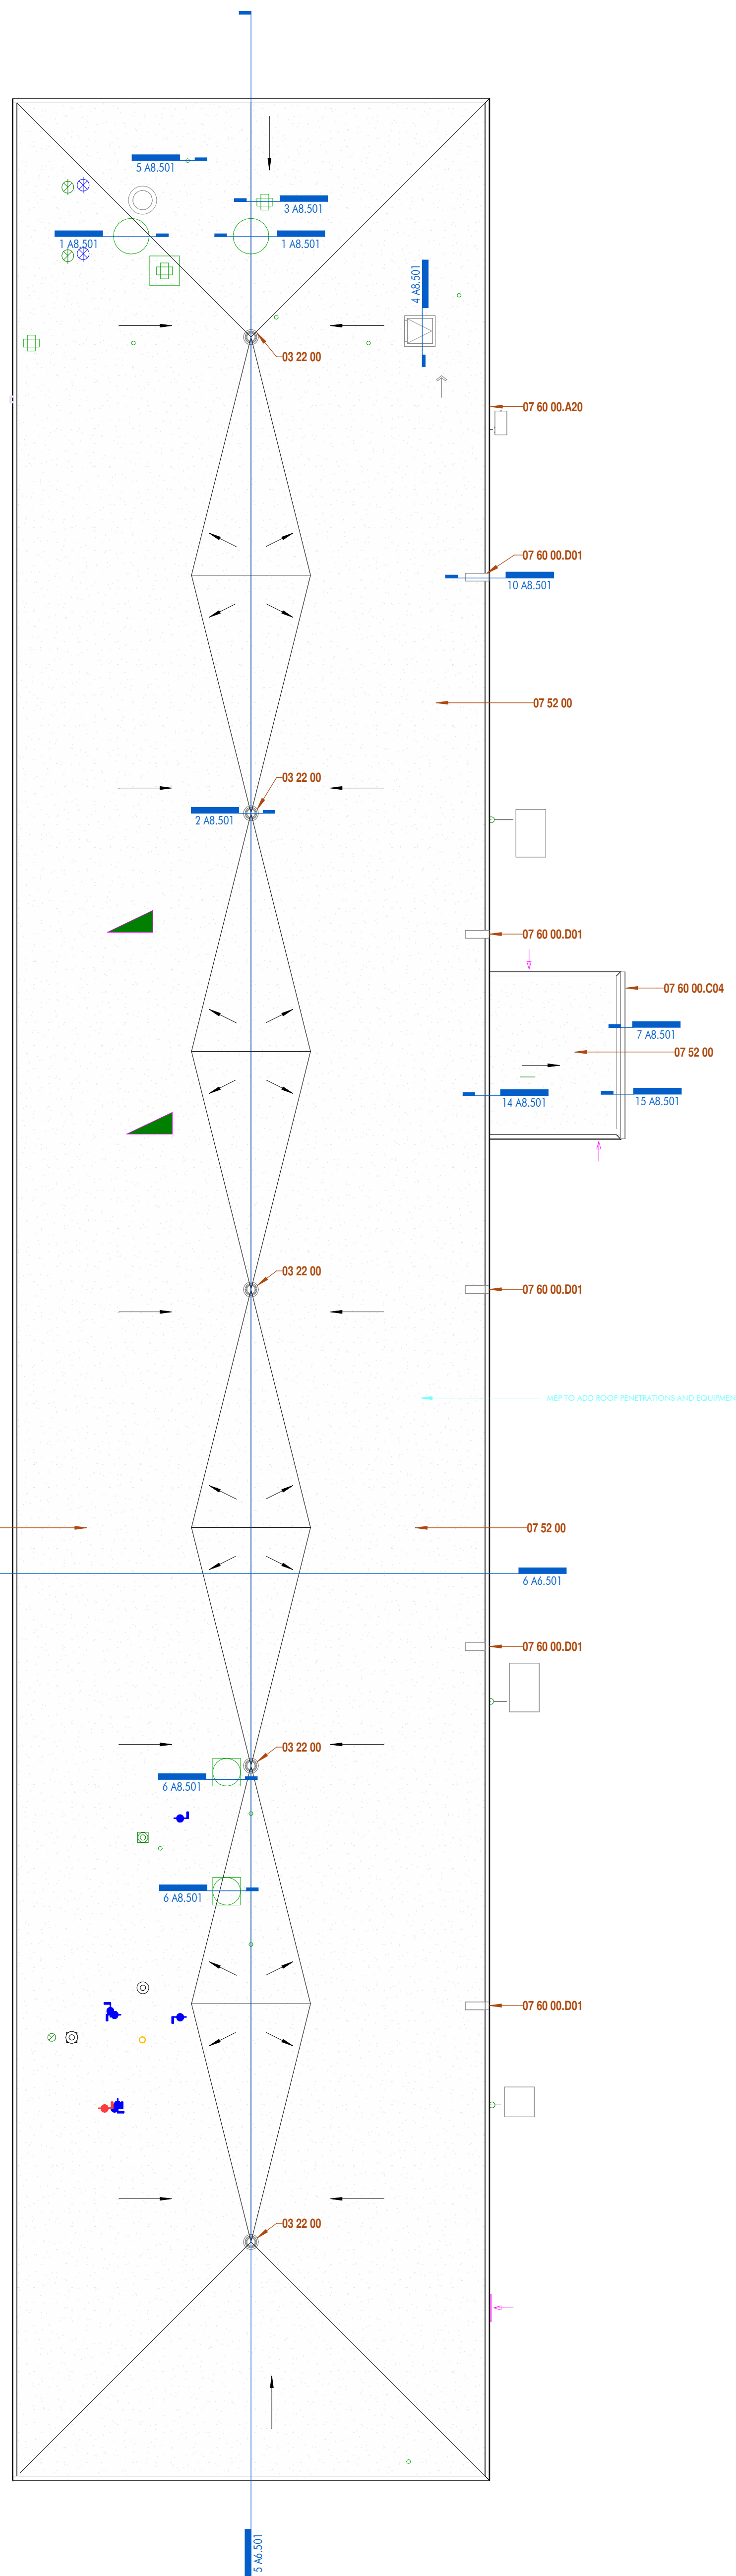 5 A8.501
3 A8.501
1 A8.501
1 A8.501
4 A8.501
03 22 00
07 60 00.A20
07 60 00.D01
10 A8.501
07 52 00
03 22 00
2 A8.501
07 60 00.D01
07 60 00.C04
7 A8.501
07 52 00
14 A8.501
15 A8.501
03 22 00
07 60 00.D01
MEP TO ADD ROOF PENETRATIONS AND EQUIPMEN
07 52 00
6 A6.501
07 60 00.D01
03 22 00
6 A8.501
6 A8.501
07 60 00.D01
03 22 00
5 A6.501